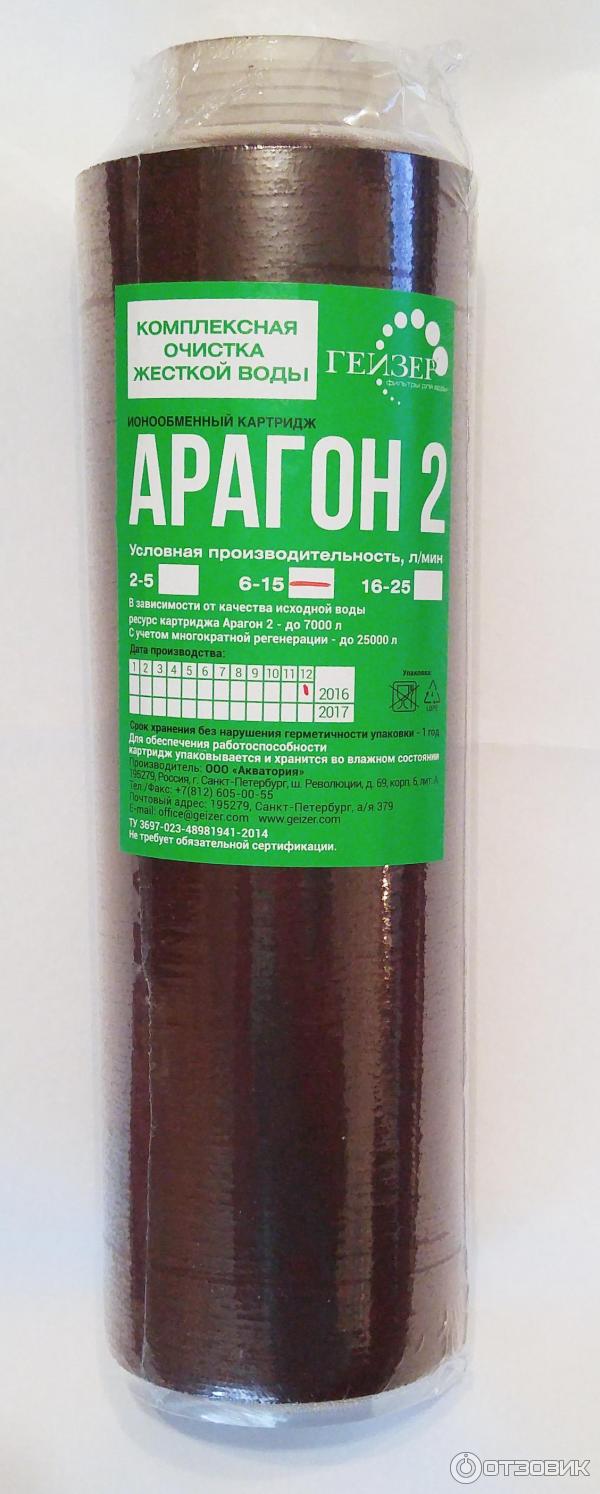 КОМПЛЕКСНАЯ
ОЧИСТКА
ЖЕСТКОЙ ВОДЫ
ГЕЙЗЕР
фильтры для воды
ИОНООБМЕННЫЙ КАРТРИДЖ
АРАГОН 2
Условная производительность, л/мин
2-5 6-15 16-25
В зависимости от качества исходной воды
ресурс картриджа Арагон 2 - до 7000 л
С учетом многократной регенерации - до 25000 л
Дата производства:
Упаковка:
1 2 3 4 5 6 7 8 9 10 11 12
2016
2017
LDPE
Срок хранения без нарушения герметичности упаковки - 1 год
Для обеспечения работоспособности
картридж упаковывается и хранится во влажном состоянии
Производитель: ООО «Акватория»
195279, Россия, г. Санкт-Петербург, ш. Революции, д. 69, корп. 6, лит. А
Тел./Факс: +7(812) 605-00-55
Почтовый адрес: 195279, Санкт-Петербург, а/я 379
E-mail: office@geizer.com www.geizer.com
ТУ 3697-023-48981941-2014
Не требует обязательной сертификации.
ОТЗОВИК